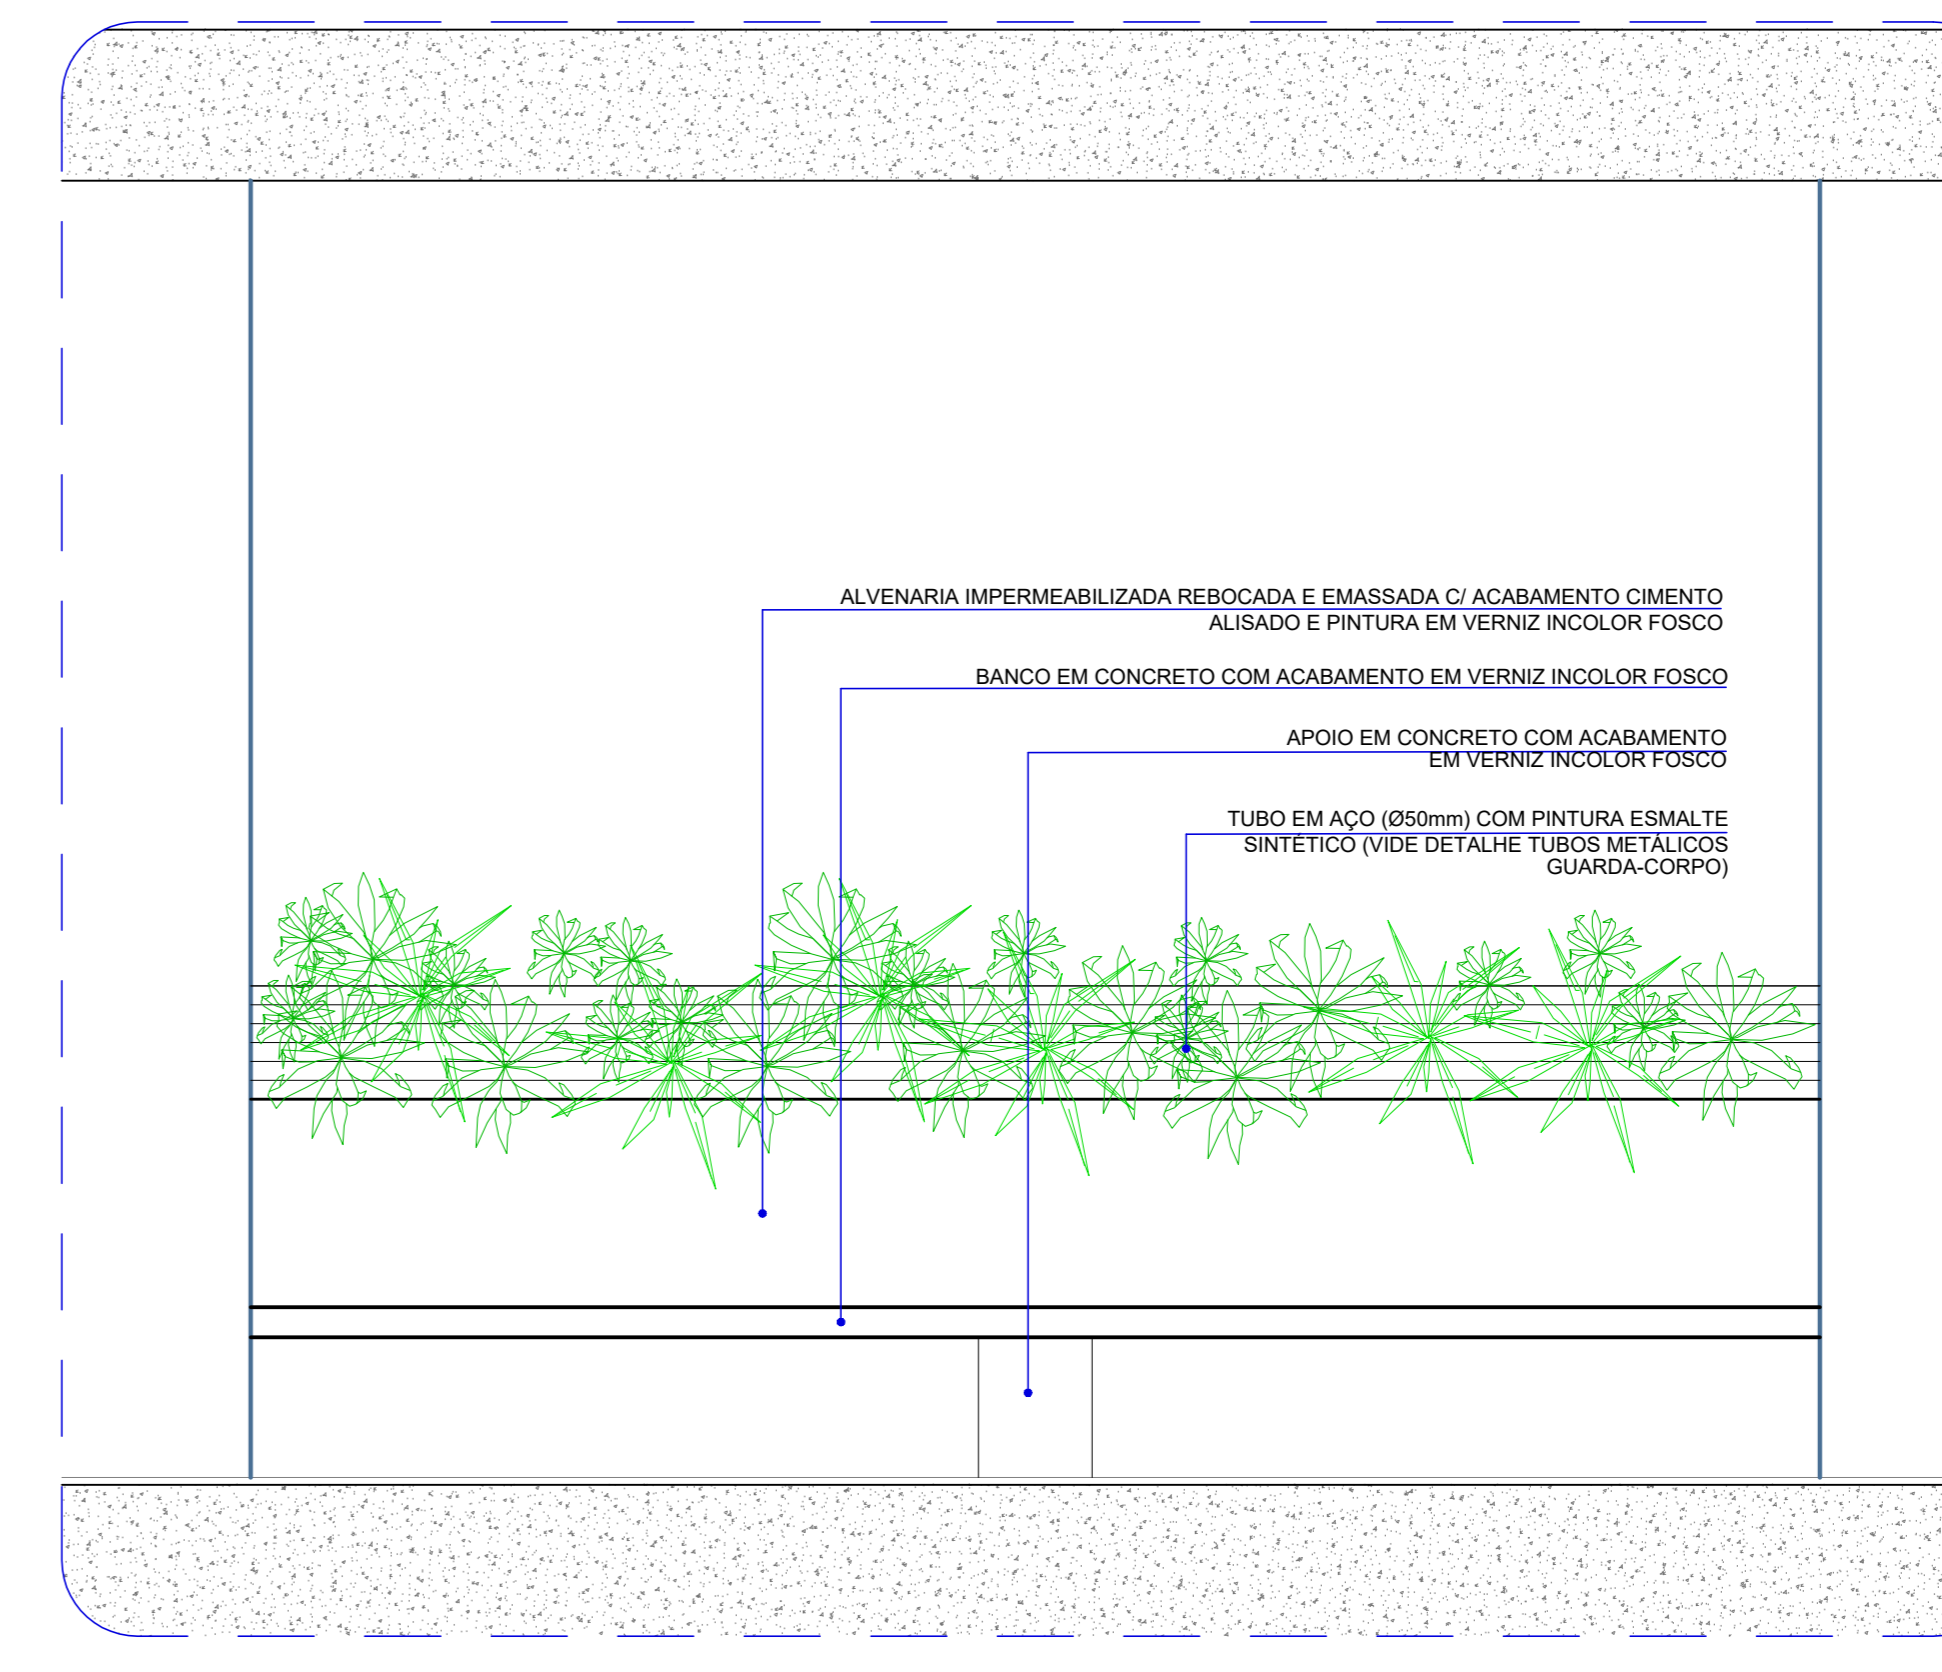 ALVENARIA IMPERMEABILIZADA REBOCADA E EMASSADA C/ ACABAMENTO CIMENTO
ALISADO E PINTURA EM VERNIZ INCOLOR FOSCO
BANCO EM CONCRETO COM ACABAMENTO EM VERNIZ INCOLOR FOSCO
APOIO EM CONCRETO COM ACABAMENTO
EM VERNIZ INCOLOR FOSCO
TUBO EM AÇO (Ø50mm) COM PINTURA ESMALTE
SINTÉTICO (VIDE DETALHE TUBOS METÁLICOS
GUARDA-CORPO)